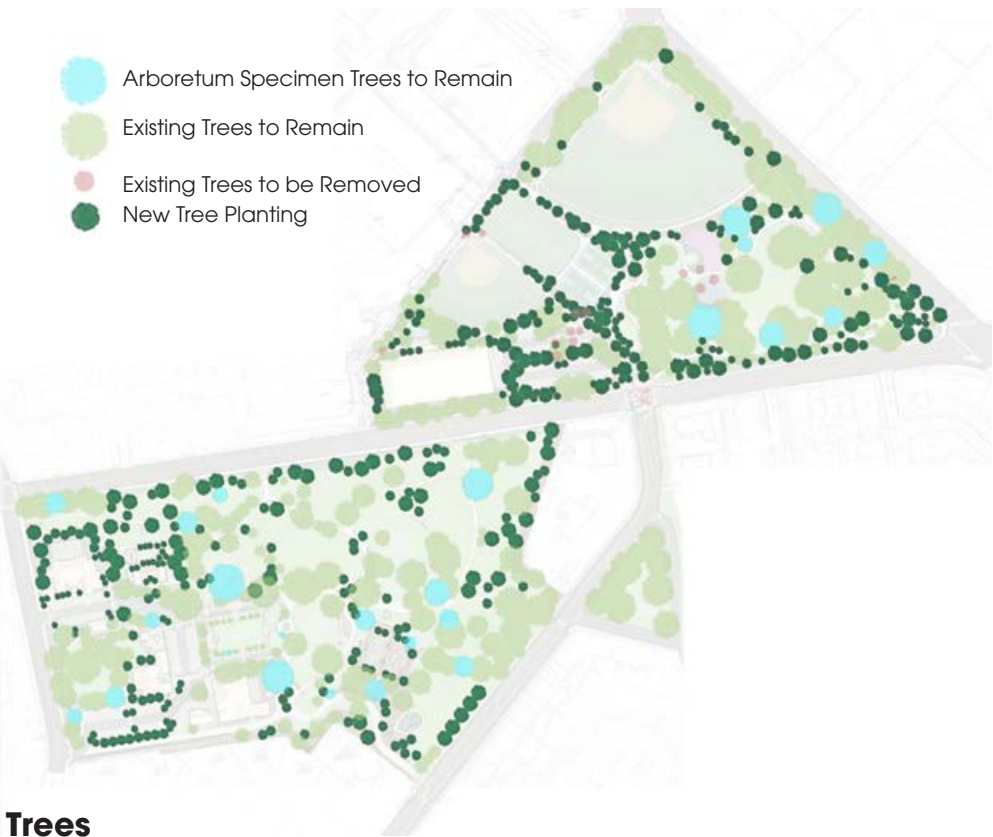 Arboretum Specimen Trees to Remain
Existing Trees to Remain
Existing Trees to be Removed
New Tree Planting
Trees